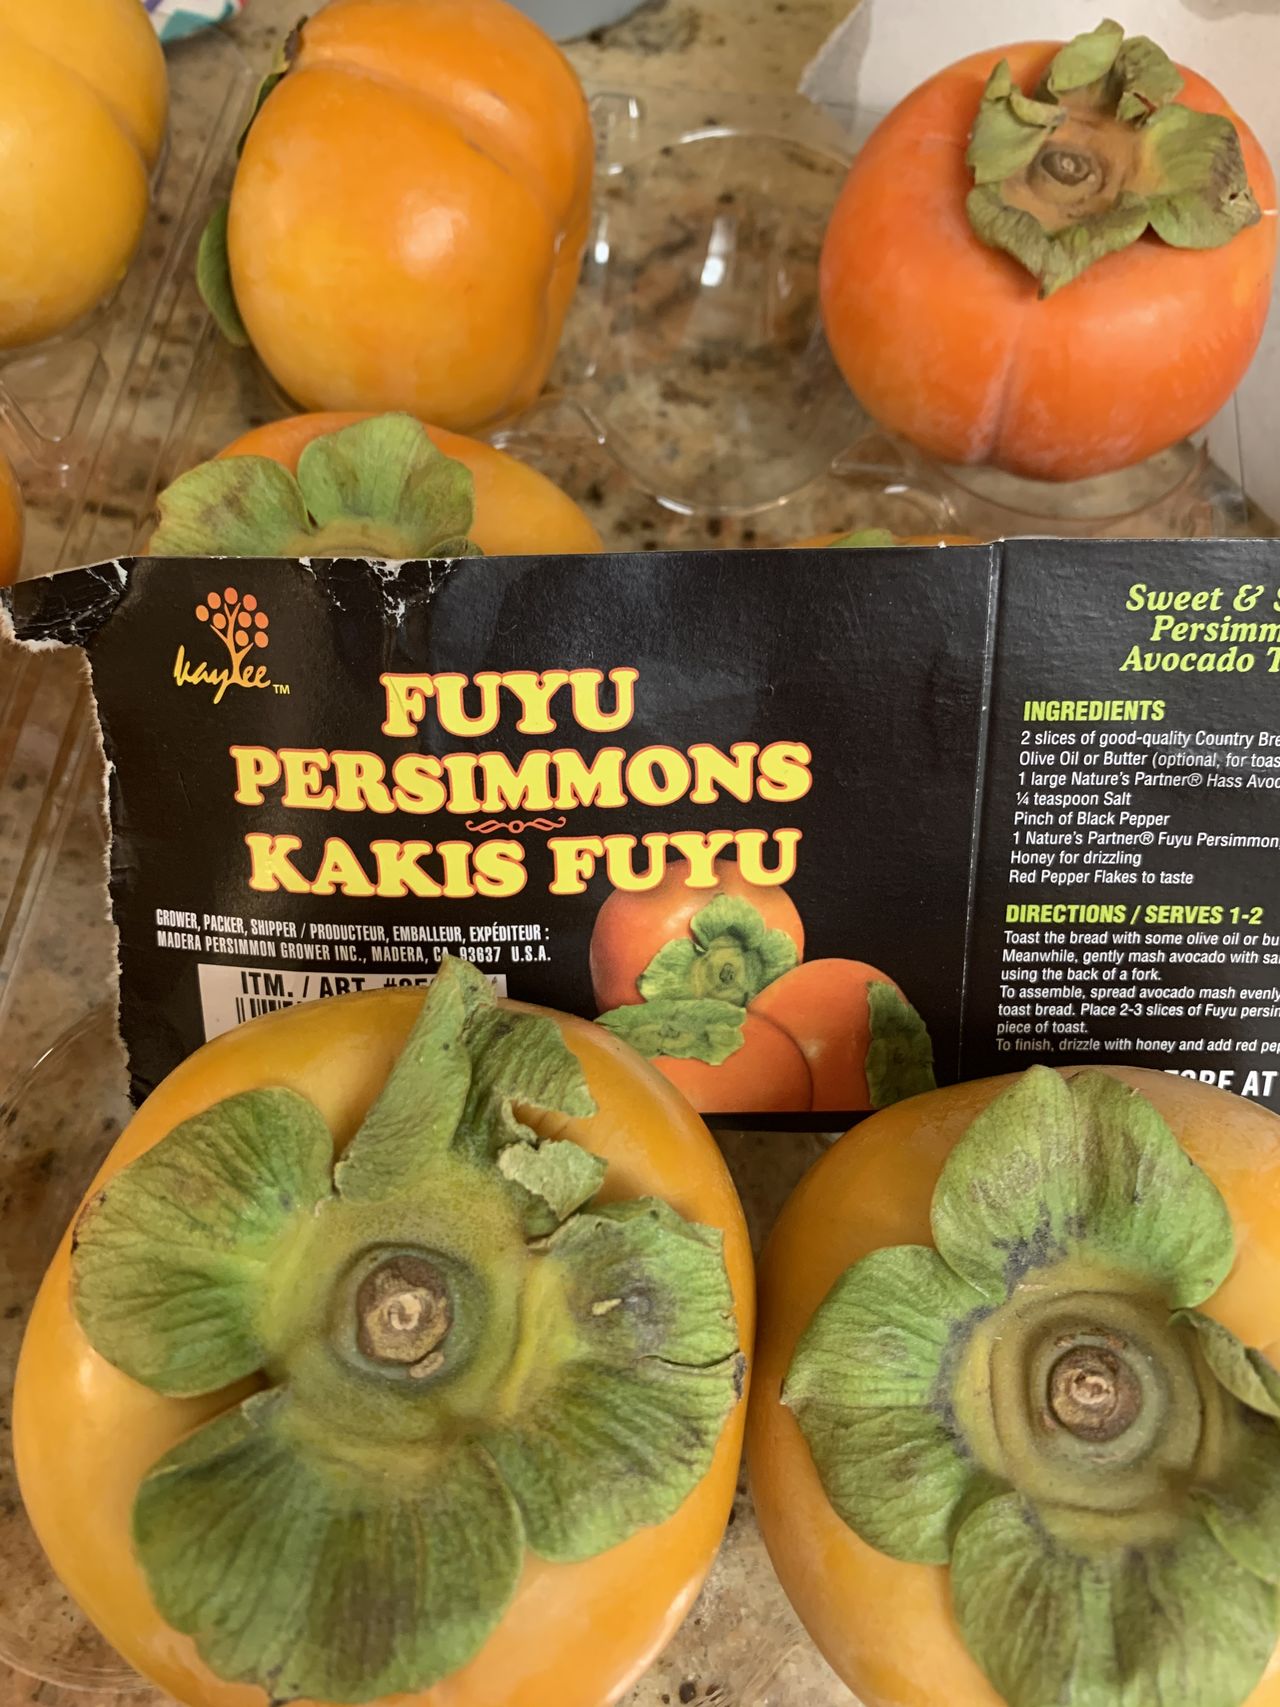 kaylee™
FUYU
PERSIMMONS
KAKIS FUYU
GROWER, PACKER, SHIPPER / PRODUCTEUR, EMBALLEUR, EXPÉDITEUR :
MADERA PERSIMMON GROWER INC., MADERA, CA 93637 U.S.A.
ITM. / ART.
Sweet &
Avocado
INGREDIENTS
2 slices of good-quality Country
Olive Oil or Butter (optional, for
1 large Nature's Partner® Hass
¼ teaspoon Salt
Pinch of Black Pepper
1 Nature's Partner® Fuyu Persimmon,
Honey for drizzling
Red Pepper Flakes to taste
DIRECTIONS / SERVES 1-2
Toast the bread with some olive oil or
Meanwhile, gently mash avocado with
using the back of a fork.
To assemble, spread avocado mash evenly
toast bread. Place 2-3 slices of Fuyu
piece of toast.
To finish, drizzle with honey and add red
AT